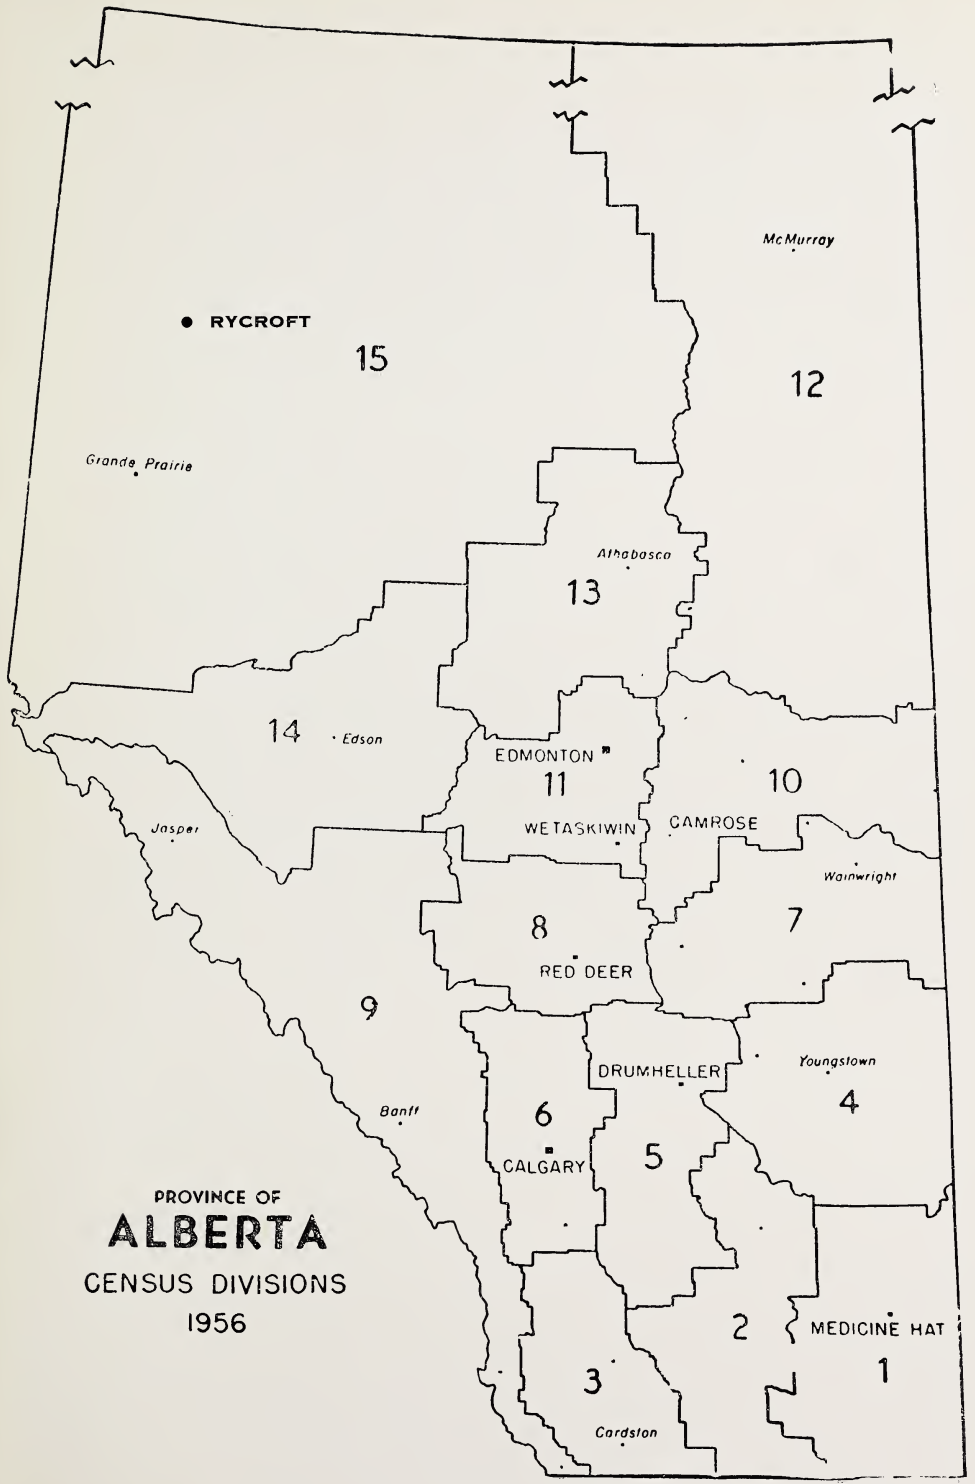 McMurray
RYCROFT
15
12
Grande Prairie
Athabasca
13
14
Edson
EDMONTON
11
10
WETASKIWIN
CAMROSE
Jasper
Wainwright
7
8
RED DEER
9
Youngstown
DRUMHELLER
4
6
Banff
5
CALGARY
PROVINCE OF
ALBERTA
CENSUS DIVISIONS
1956
2
MEDICINE HAT
1
3
Cardston